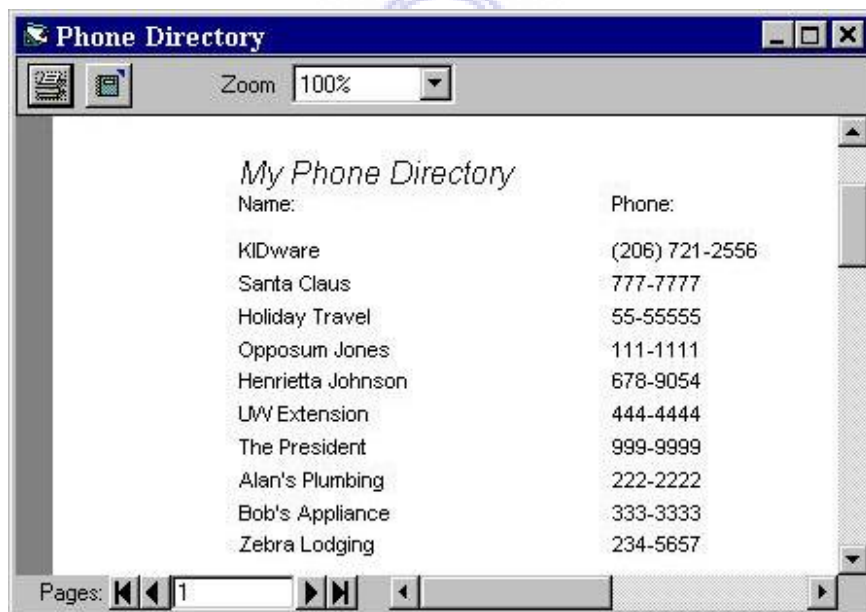 Phone Directory
Zoom 100%
My Phone Directory
Name: Phone:
KIDware (206) 721-2556
Santa Claus 777-7777
Holiday Travel 55-55555
Opposum Jones 111-1111
Henrietta Johnson 678-9054
UW Extension 444-4444
The President 999-9999
Alan's Plumbing 222-2222
Bob's Appliance 333-3333
Zebra Lodging 234-5657
Pages: 1